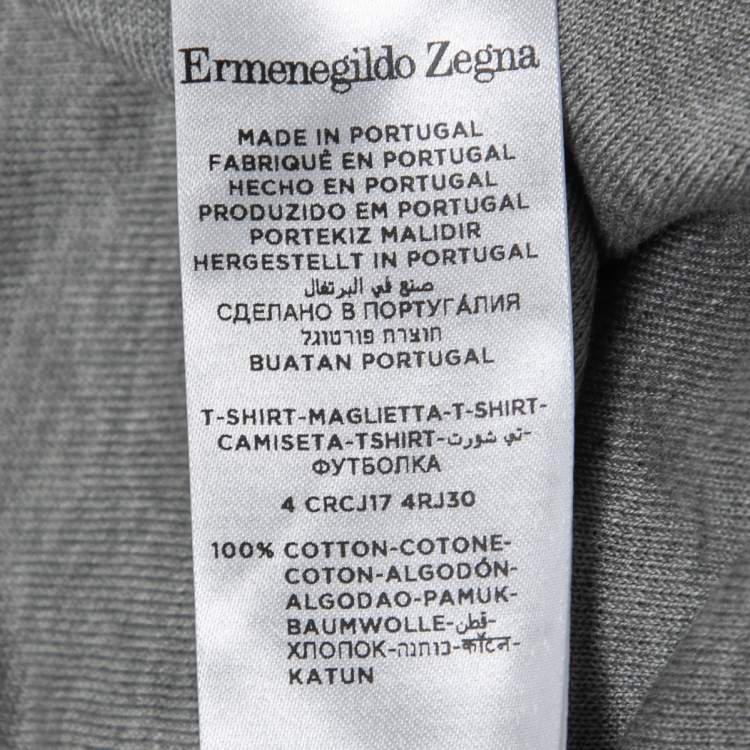 Ermenegildo Zegna
MADE IN PORTUGAL
FABRIQUÉ EN PORTUGAL
HECHO EN PORTUGAL
PRODUZIDO EM PORTUGAL
PORTEKIZ MALIDIR
HERGESTELLT IN PORTUGAL
صنع في البرتغال
СДЕЛАНО В ПОРТУГАЛИЯ
תוצרת פורטוגל
BUATAN PORTUGAL
T-SHIRT-MAGLIETTA-T-SHIRT-
CAMISETA-TSHIRT-تي شورت-
ФУТБОЛКА
4 CRCJ17 4RJ30
100% COTTON-COTONE-
COTON-ALGODÓN-
ALGODAO-PAMUK-
BAUMWOLLE-قطن-
ХЛОПОК-כותנה-कॉटन-
KATUN